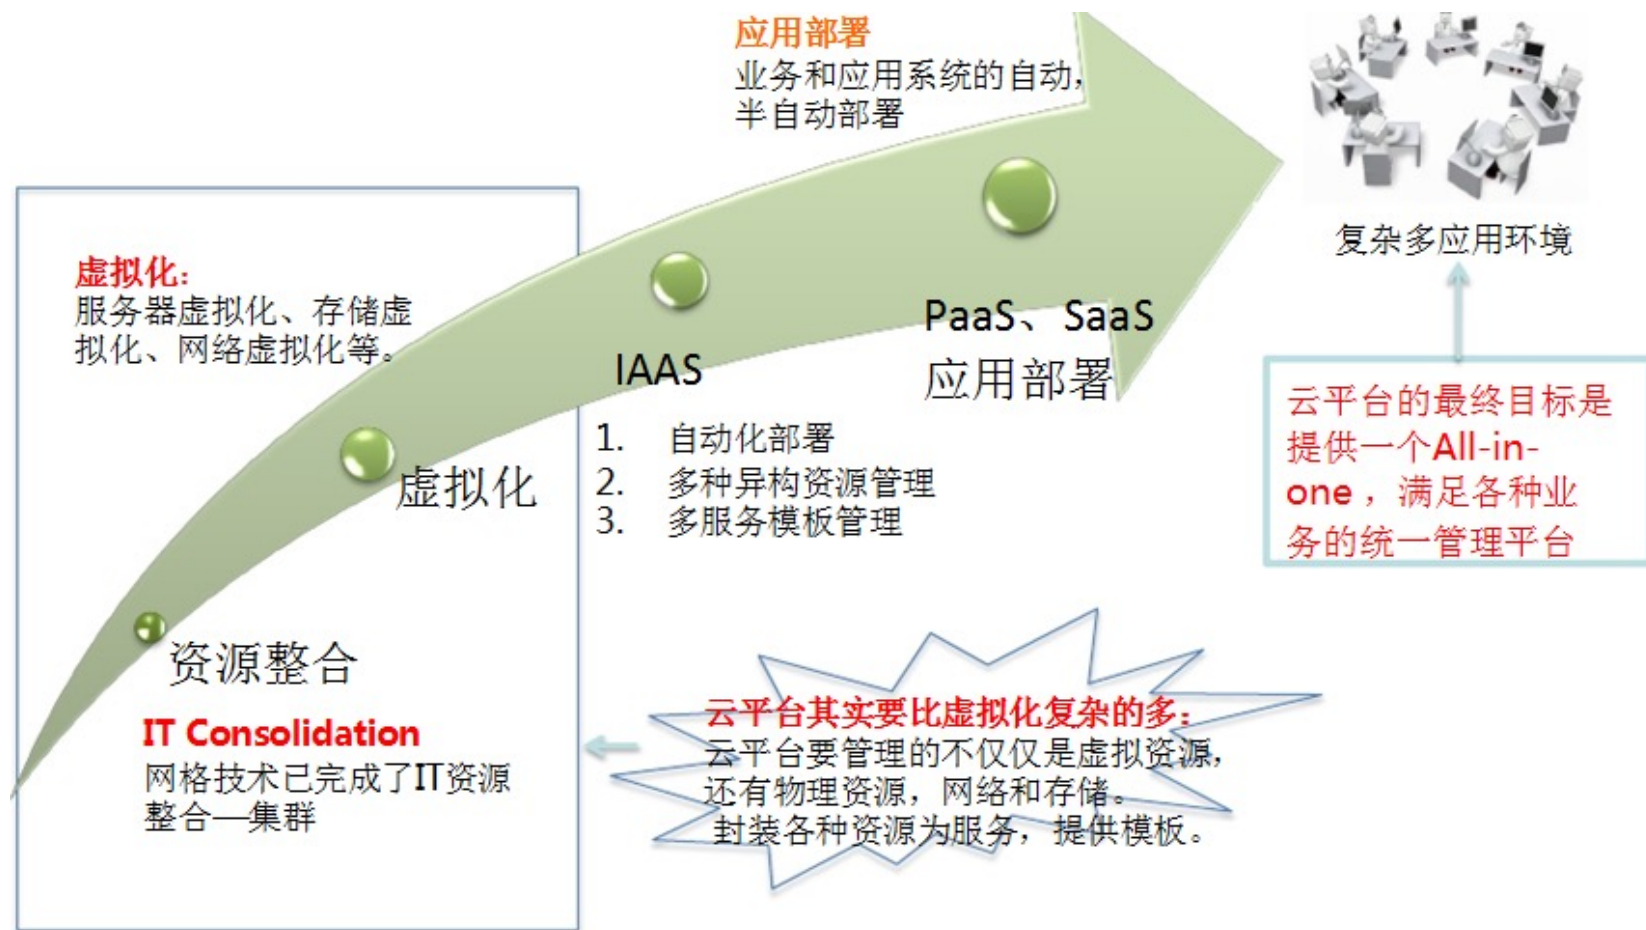 应用部署
业务和应用系统的自动，
半自动部署
复杂多应用环境
虚拟化：
服务器虚拟化、存储虚
拟化、网络虚拟化等。
PaaS、SaaS
应用部署
IAAS
1. 自动化部署
2. 多种异构资源管理
3. 多服务模板管理
虚拟化
云平台的最终目标是
提供一个All-in-
one，满足各种业
务的统一管理平台
资源整合
IT Consolidation
网格技术已完成了IT资源
整合—集群
云平台其实要比虚拟化复杂的多：
云平台要管理的不仅仅是虚拟资源，
还有物理资源，网络和存储。
封装各种资源为服务，提供模板。